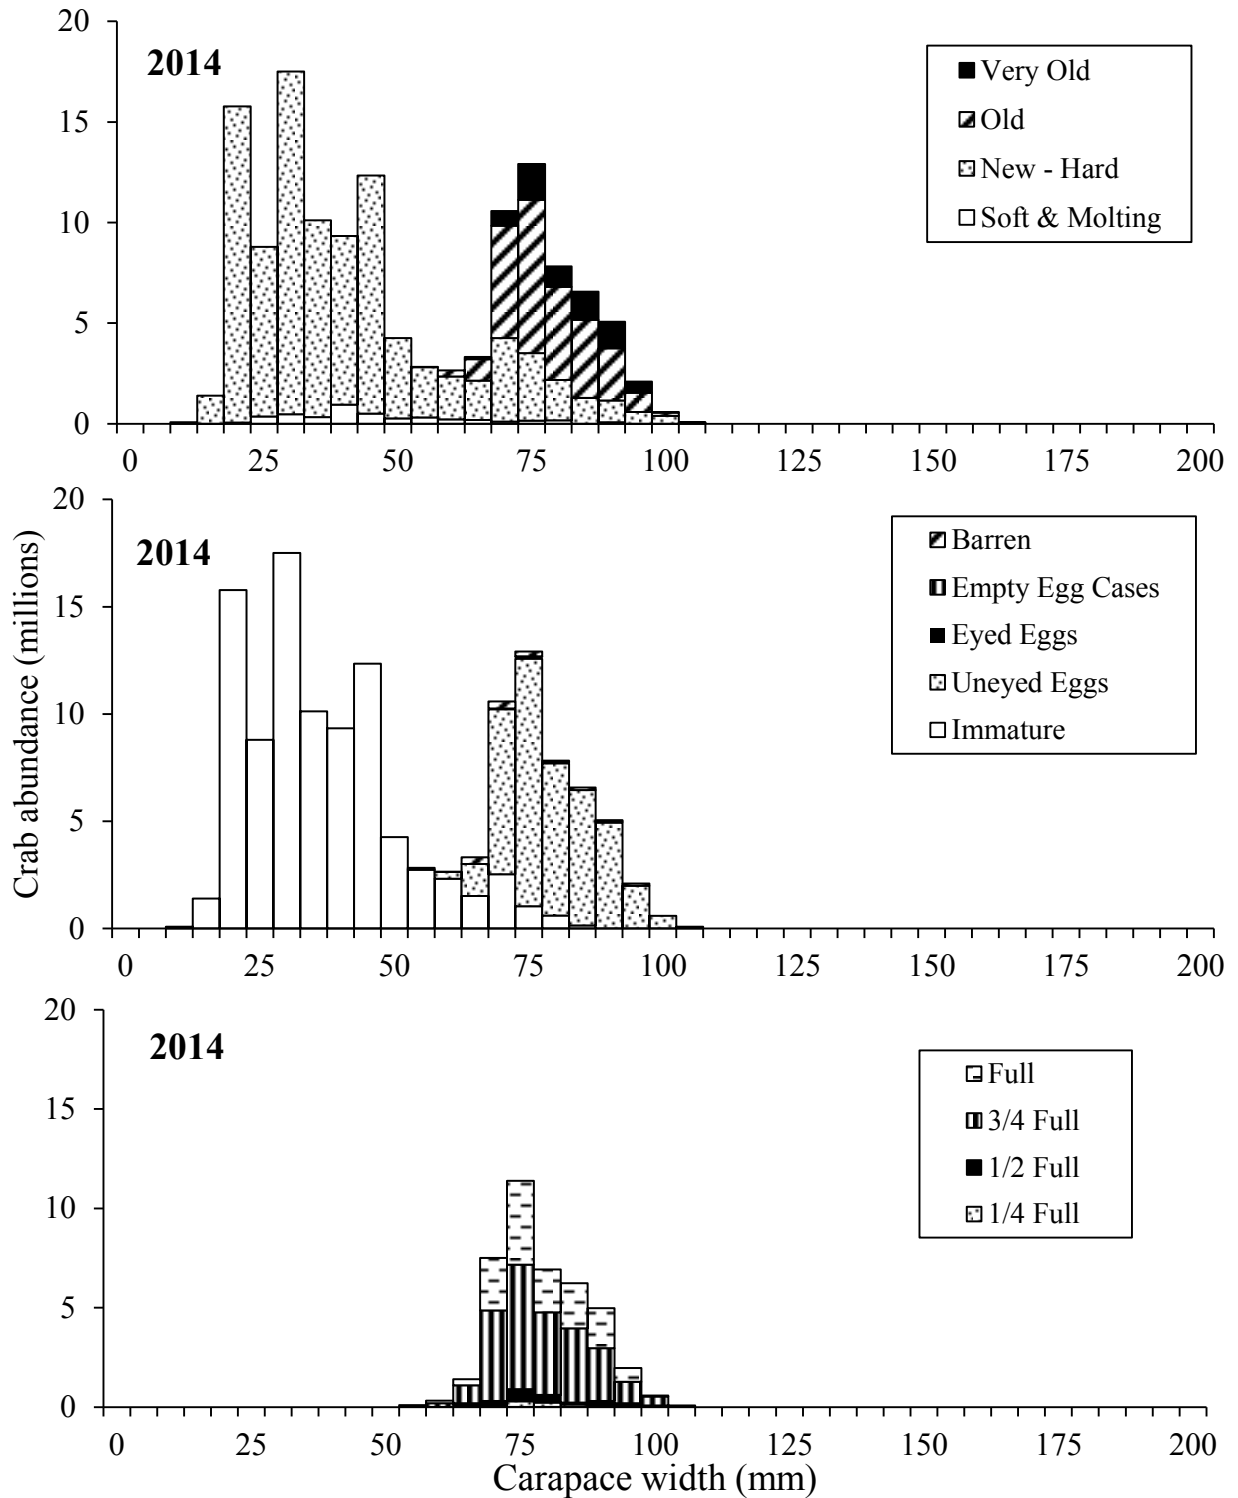 20
2014
15
10
5
0
Very Old
Old
New - Hard
Soft & Molting
0 25 50 75 100 125 150 175 200
Crab abundance (millions)
20
2014
15
10
5
0
Barren
Empty Egg Cases
Eyed Eggs
Uneyed Eggs
Immature
0 25 50 75 100 125 150 175 200
20
2014
15
10
5
0
Full
3/4 Full
1/2 Full
1/4 Full
0 25 50 75 100 125 150 175 200
Carapace width (mm)